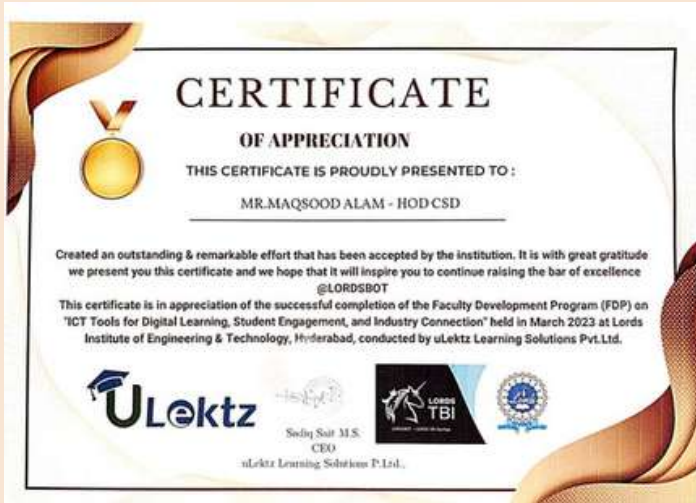 CERTIFICATE
OF APPRECIATION
THIS CERTIFICATE IS PROUDLY PRESENTED TO :
MR.MAQSOOD ALAM - HOD CSD
Created an outstanding & remarkable effort that has been accepted by the institution. It is with great gratitude
we present you this certificate and we hope that it will inspire you to continue raising the bar of excellence
@LORDSBOT
This certificate is in appreciation of the successful completion of the Faculty Development Program (FDP) on
"ICT Tools for Digital Learning, Student Engagement, and Industry Connection" held in March 2023 at Lords
Institute of Engineering & Technology, Hyderabad, conducted by uLektz Learning Solutions Pvt.Ltd.
ULektz
LORDS
TBI
Sadiq Sait M.S.
CEO
uLektz Learning Solutions P.Ltd.,